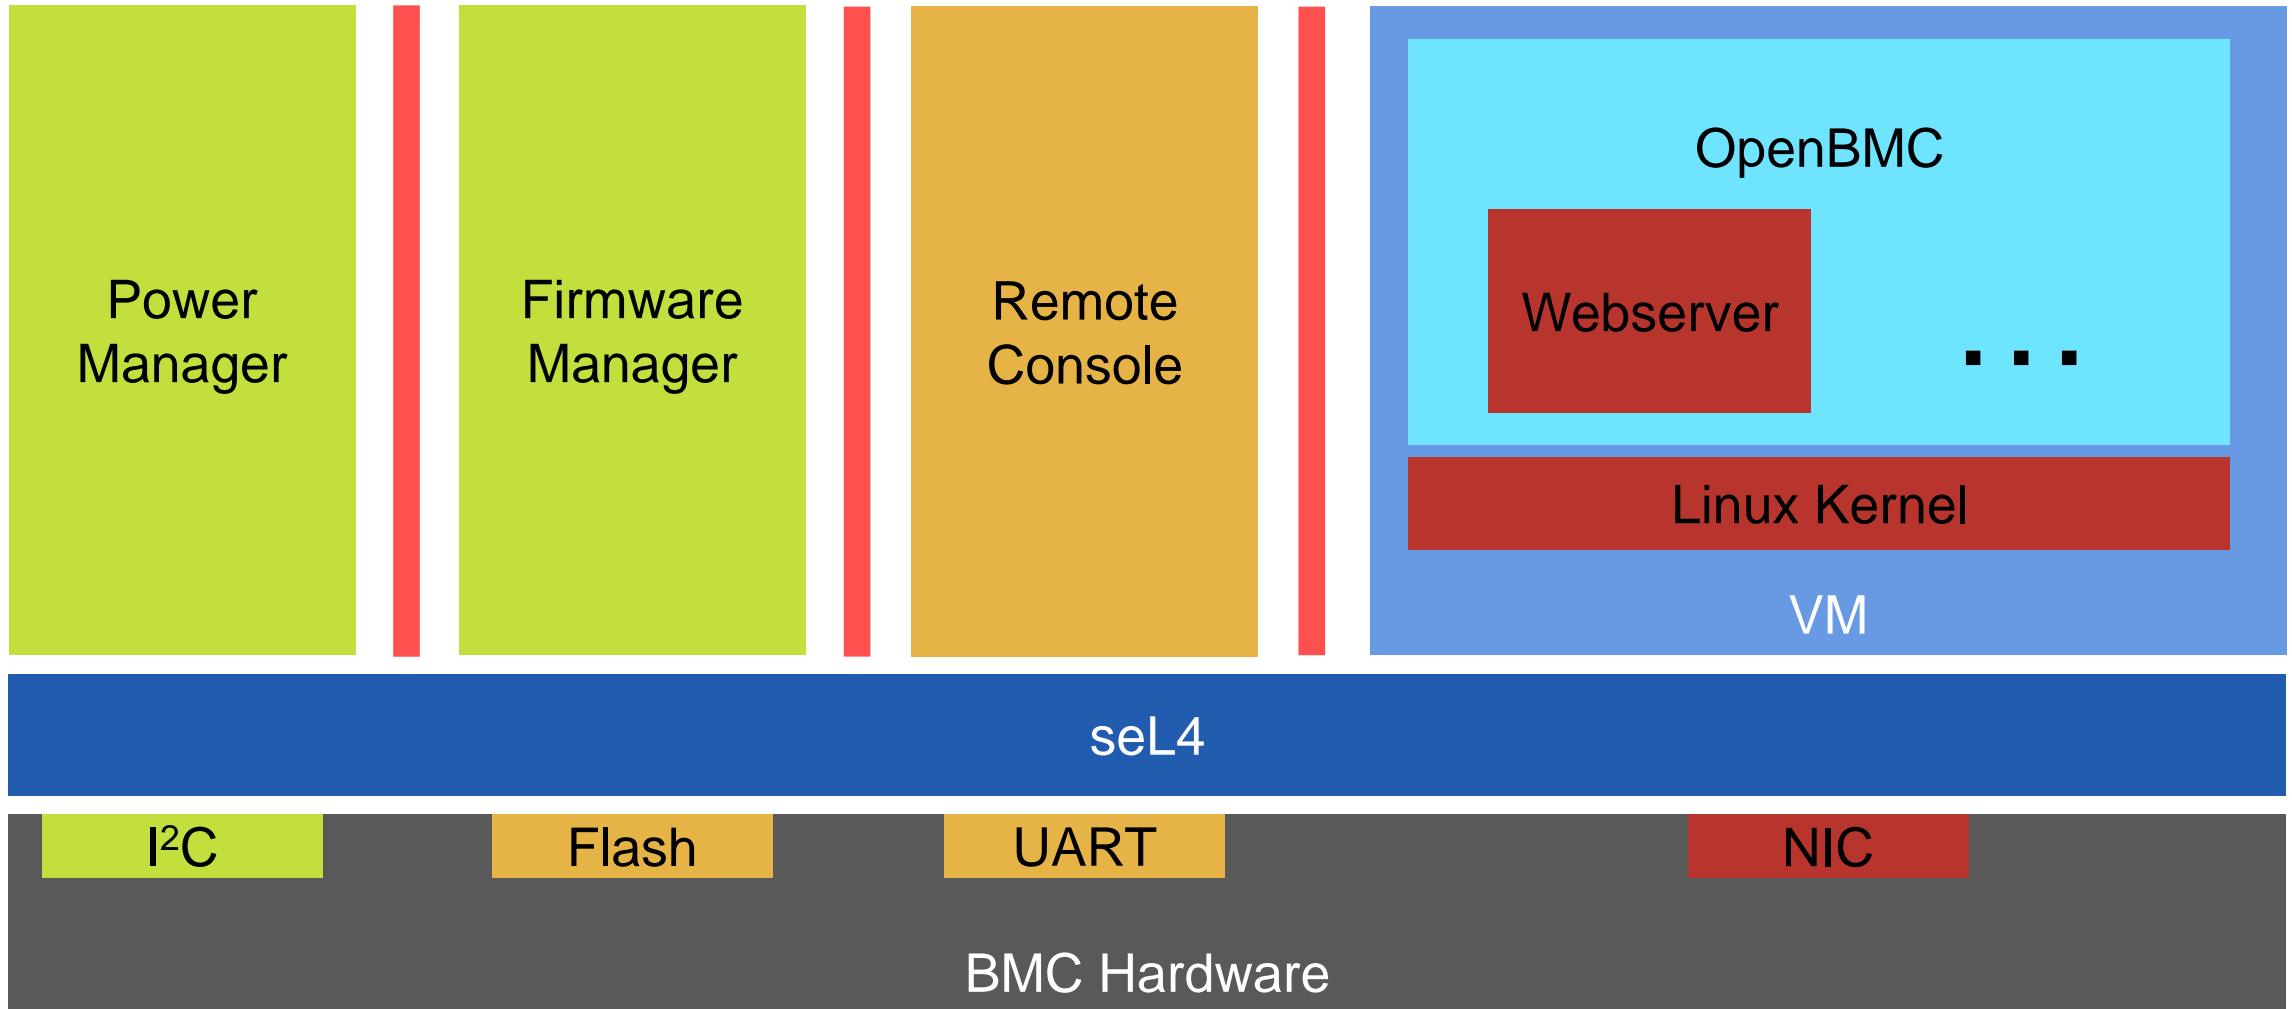 Power
Manager
Firmware
Manager
Remote
Console
OpenBMC
Webserver
...
Linux Kernel
VM
seL4
I²C
Flash
UART
NIC
BMC Hardware